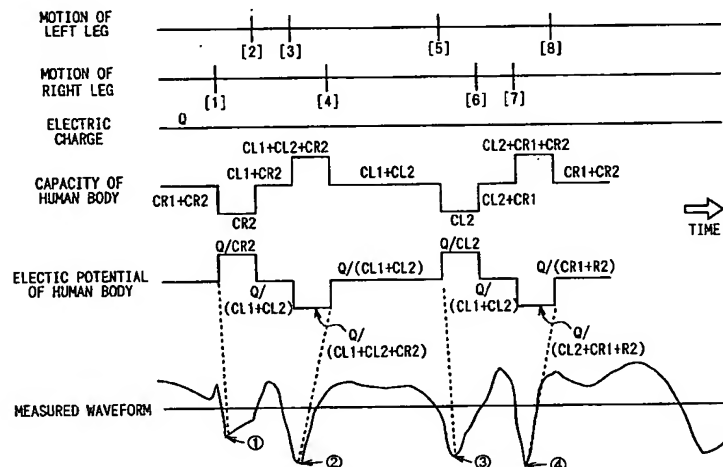 MOTION OF
LEFT LEG
[2] [3] [5] [8]
MOTION OF
RIGHT LEG
[1] [4] [6] [7]
ELECTRIC
CHARGE
Q
CL1+CL2+CR2 CL2+CR1+CR2
CL1+CR2 CL1+CL2 CR1+CR2
CAPACITY OF
HUMAN BODY
CR1+CR2 CR2 CL2 CL2+CR1
TIME
Q/CR2 Q/CL2
Q/(CL1+CL2) Q/(CR1+R2)
ELECTIC POTENTIAL
OF HUMAN BODY
Q/
(CL1+CL2)
Q/
(CL1+CL2)
Q/
(CL1+CL2+CR2)
Q/
(CL2+CR1+R2)
MEASURED WAVEFORM
① ② ③ ④